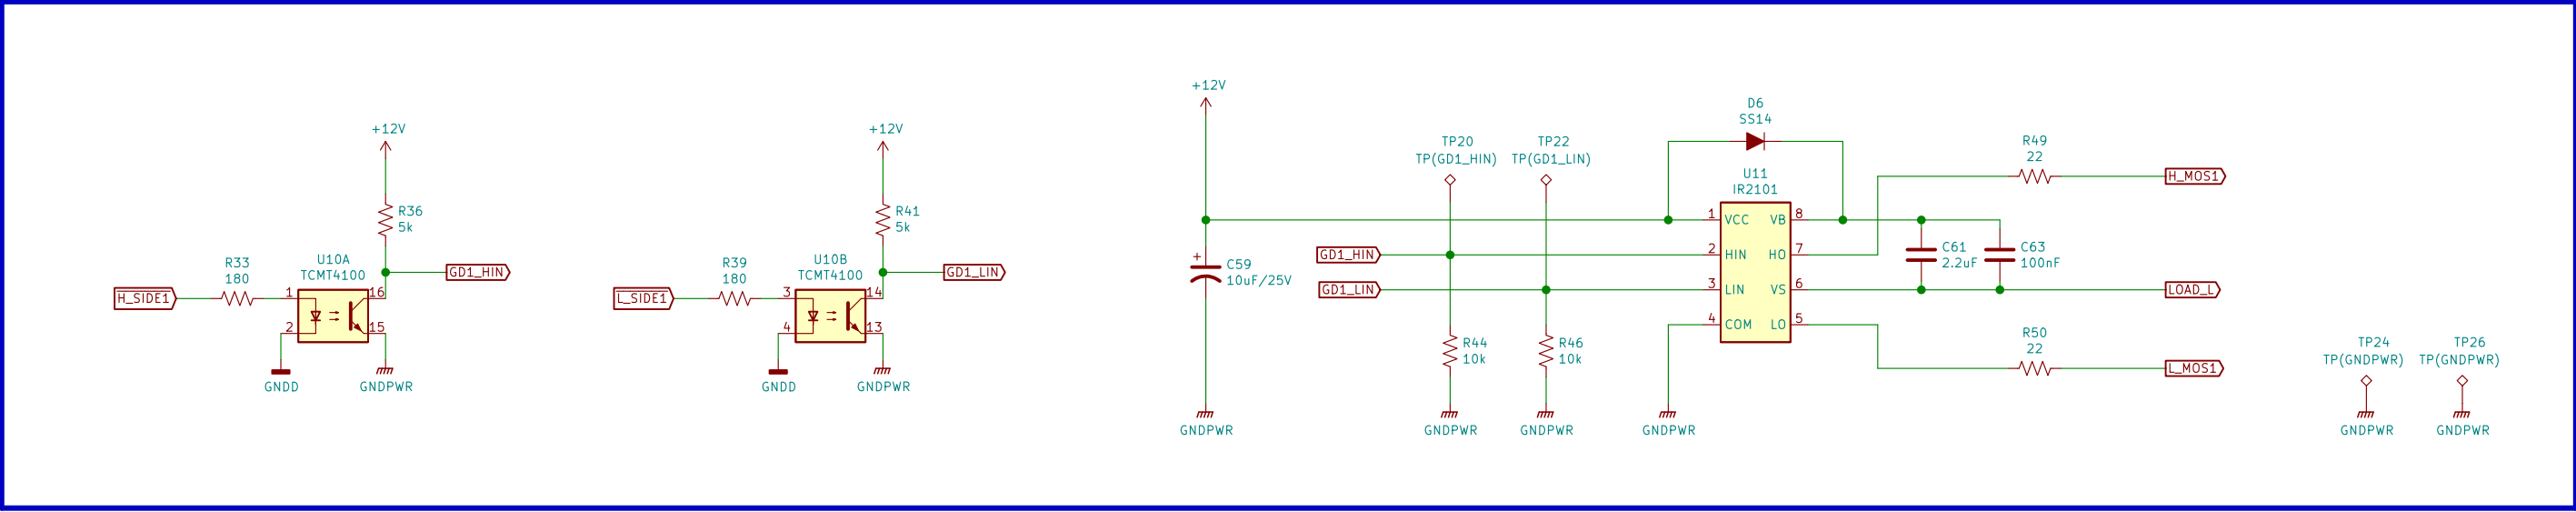 +12V
R36
5k
U10A
TCMT4100
R33
180
H_SIDE1
1
2
16
15
GD1_HIN
GNDD
GNDPWR
+12V
R41
5k
U10B
TCMT4100
R39
180
L_SIDE1
3
4
14
13
GD1_LIN
GNDD
GNDPWR
+12V
C59
10uF/25V
GNDPWR
TP20
TP(GD1_HIN)
TP22
TP(GD1_LIN)
GD1_HIN
GD1_LIN
R44
10k
R46
10k
GNDPWR
GNDPWR
GNDPWR
D6
SS14
U11
IR2101
1 VCC VB 8
2 HIN HO 7
3 LIN VS 6
4 COM LO 5
C61
2.2uF
C63
100nF
R49
22
H_MOS1
LOAD_L
R50
22
L_MOS1
TP24
TP(GNDPWR)
GNDPWR
TP26
TP(GNDPWR)
GNDPWR